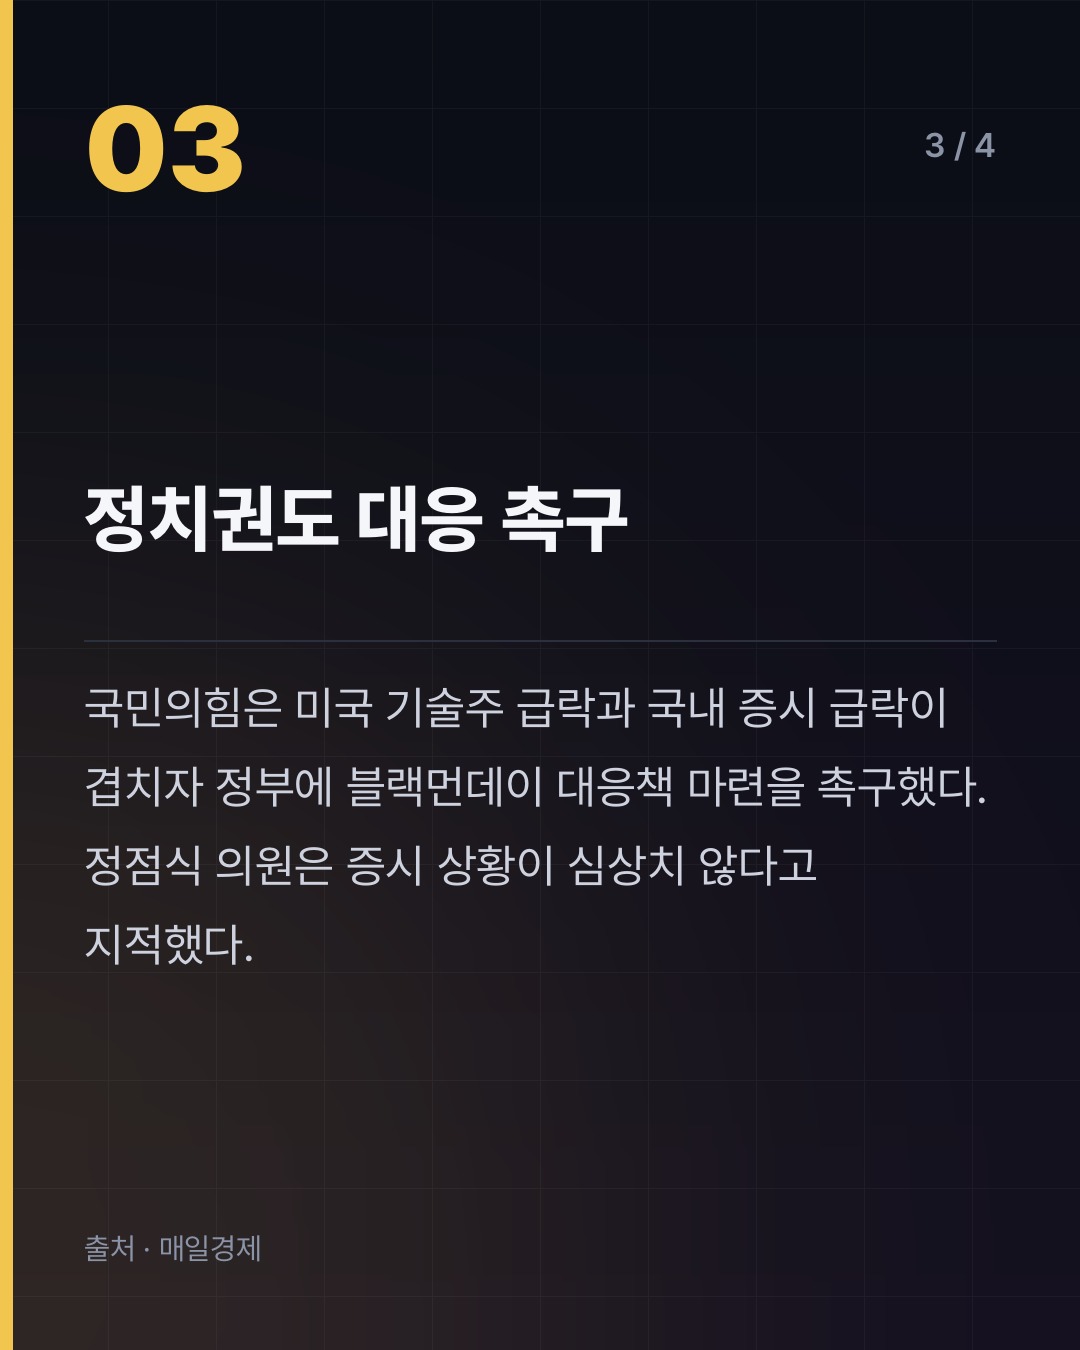 03
3 / 4
정치권도 대응 촉구
국민의힘은 미국 기술주 급락과 국내 증시 급락이
겹치자 정부에 블랙먼데이 대응책 마련을 촉구했다.
정점식 의원은 증시 상황이 심상치 않다고
지적했다.
출처 · 매일경제